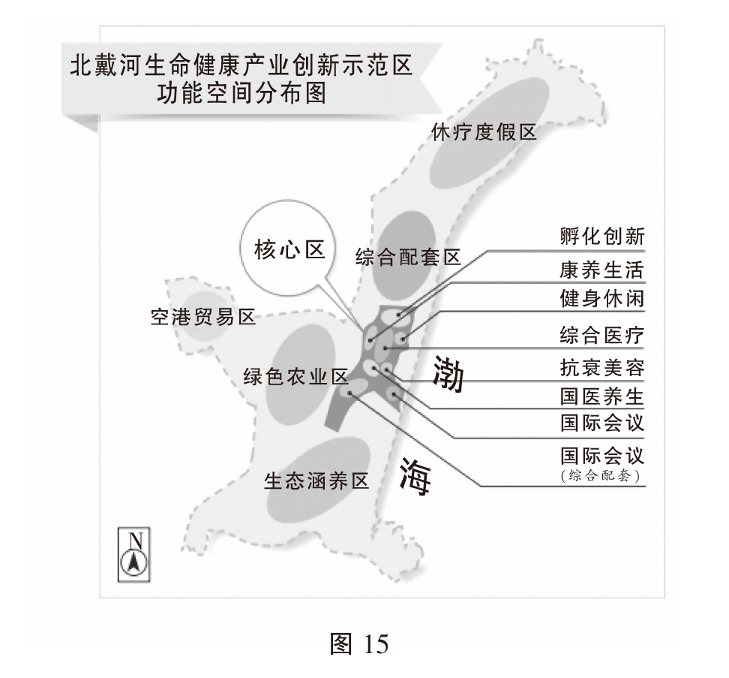 北戴河生命健康产业创新示范区
功能空间分布图
休疗度假区
核心区
综合配套区
孵化创新
康养生活
健身休闲
空港贸易区
综合医疗
抗衰美容
渤
绿色农业区
国医养生
国际会议
国际会议
(综合配套)
海
生态涵养区
N
图 15